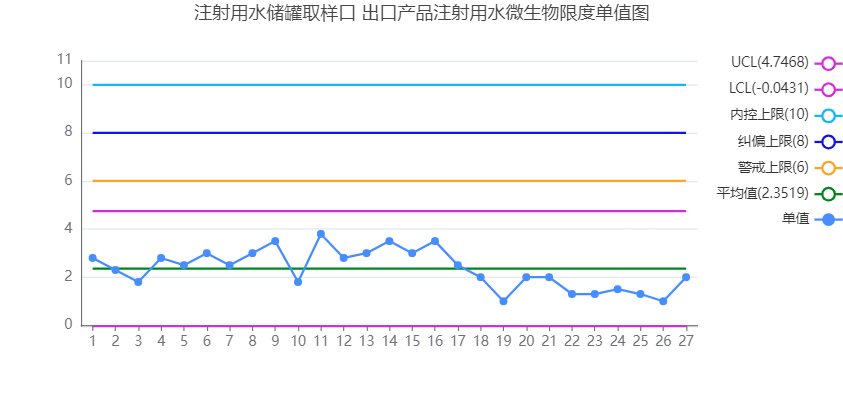 注射用水储罐取样口 出口产品注射用水微生物限度单值图
UCL(4.7468)
LCL(-0.0431)
内控上限(10)
纠偏上限(8)
警戒上限(6)
平均值(2.3519)
单值
11
10
8
6
4
2
0
1 2 3 4 5 6 7 8 9 10 11 12 13 14 15 16 17 18 19 20 21 22 23 24 25 26 27